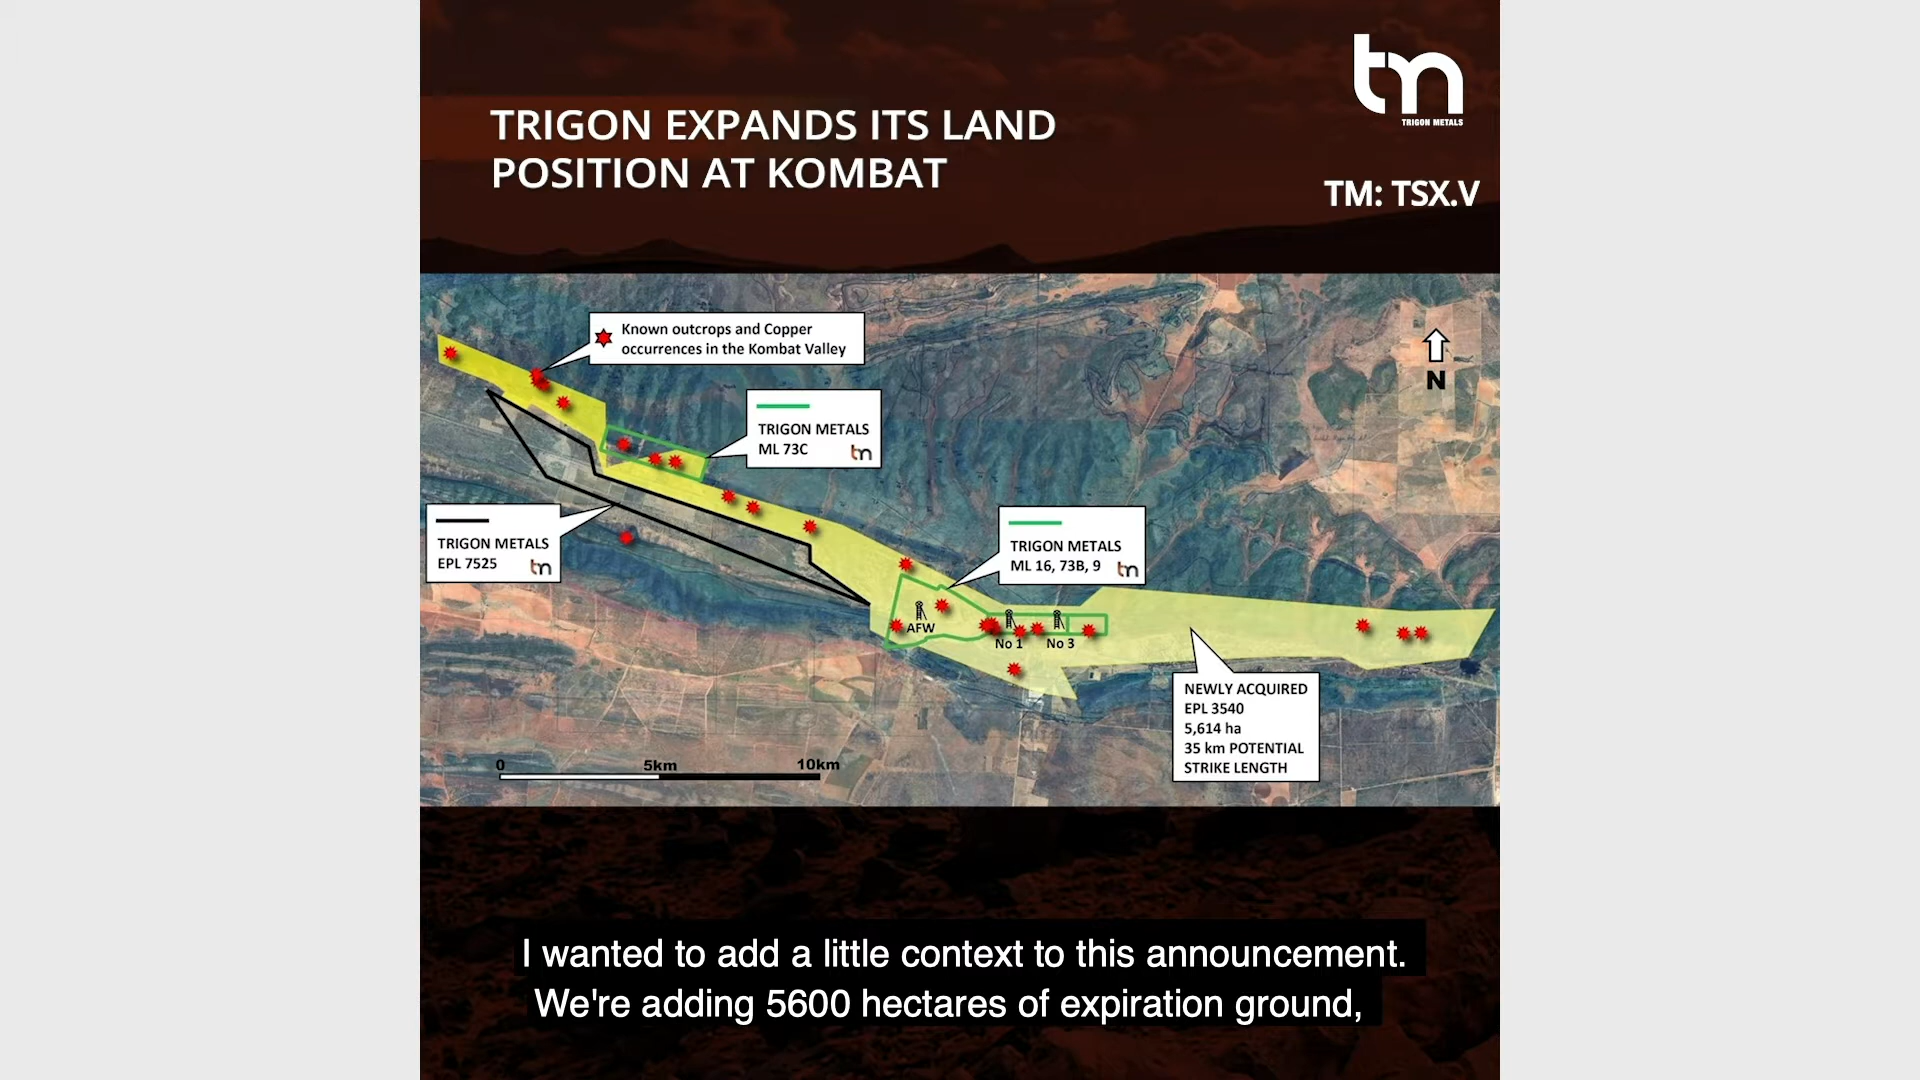 tm
TRIGON METALS
TRIGON EXPANDS ITS LAND
POSITION AT KOMBAT
TM: TSX.V
Known outcrops and Copper
occurrences in the Kombat Valley
N
TRIGON METALS
ML 73C
tm
TRIGON METALS
EPL 7525
tm
TRIGON METALS
ML 16, 73B, 9
tm
AFW
No 1
No 3
NEWLY ACQUIRED
EPL 3540
5,614 ha
35 km POTENTIAL
STRIKE LENGTH
0
5km
10km
I wanted to add a little context to this announcement.
We're adding 5600 hectares of expiration ground,